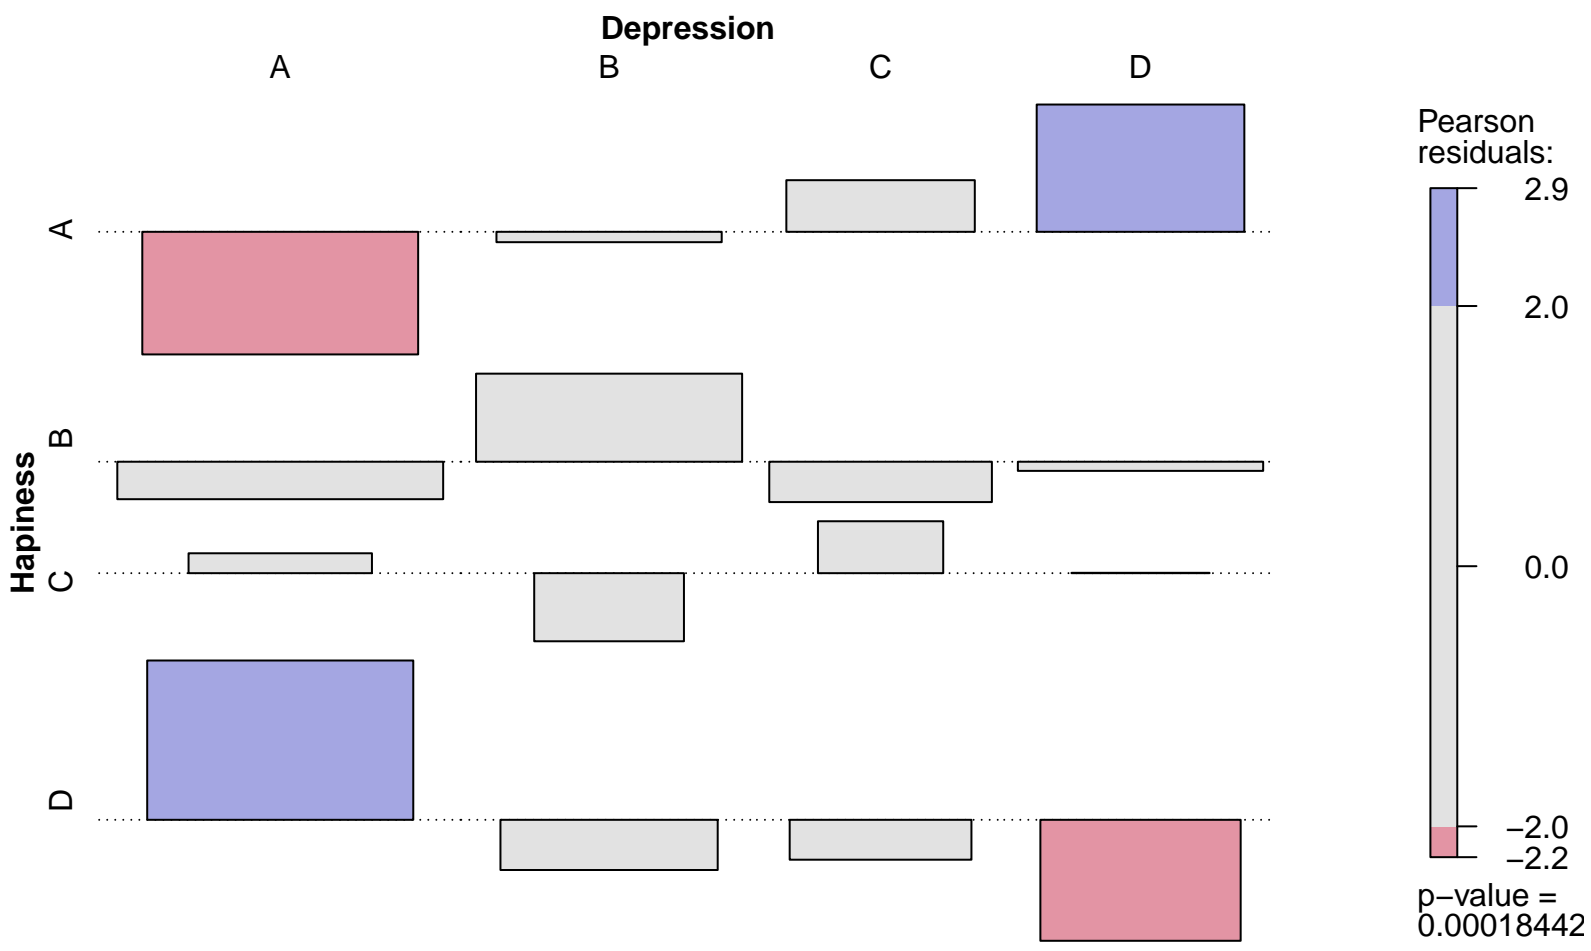 Depression
A B C D
Hapiness
A
B
C
D
Pearson
residuals:
2.9
2.0
0.0
−2.0
−2.2
p−value =
0.00018442